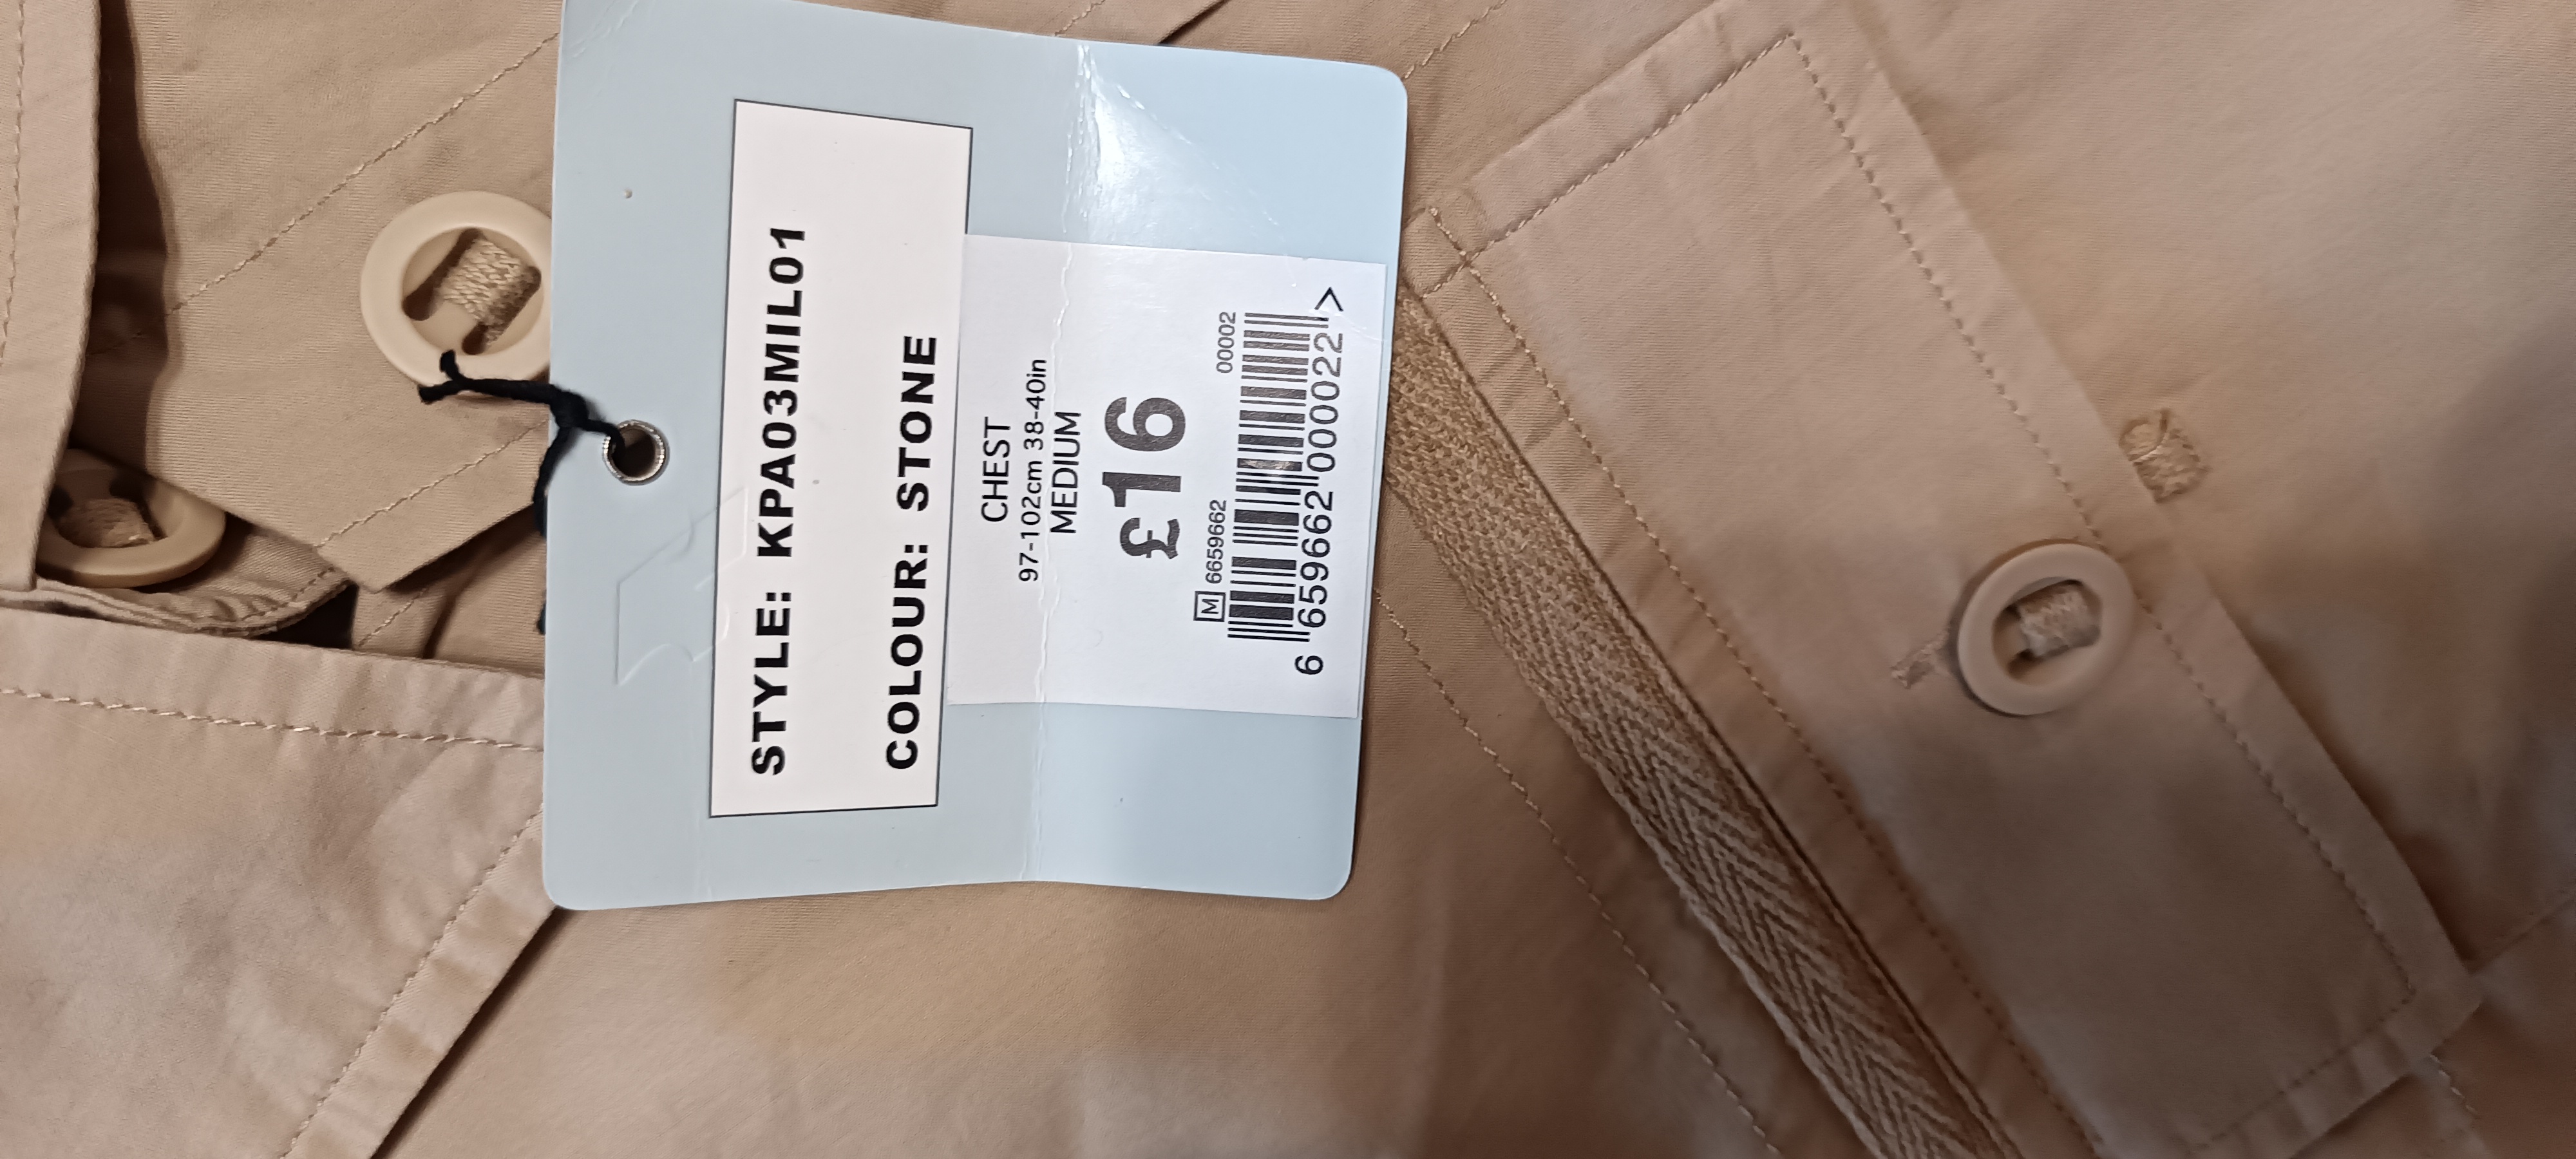 STYLE: KPA03MIL01
COLOUR: STONE
CHEST
97-102cm 38-40in
MEDIUM
£16
M 6659662 00002
6 659662 000022 >